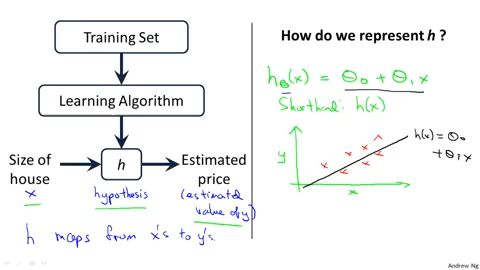 Training Set
Learning Algorithm
Size of
house
h
Estimated
price
x
hypothesis
(estimated
value of y)
h maps from x's to y's.
How do we represent h ?
hθ(x) = θ₀ + θ₁x
Shorthand: h(x)
y
x
h(x) = θ₀
+ θ₁x
Andrew Ng